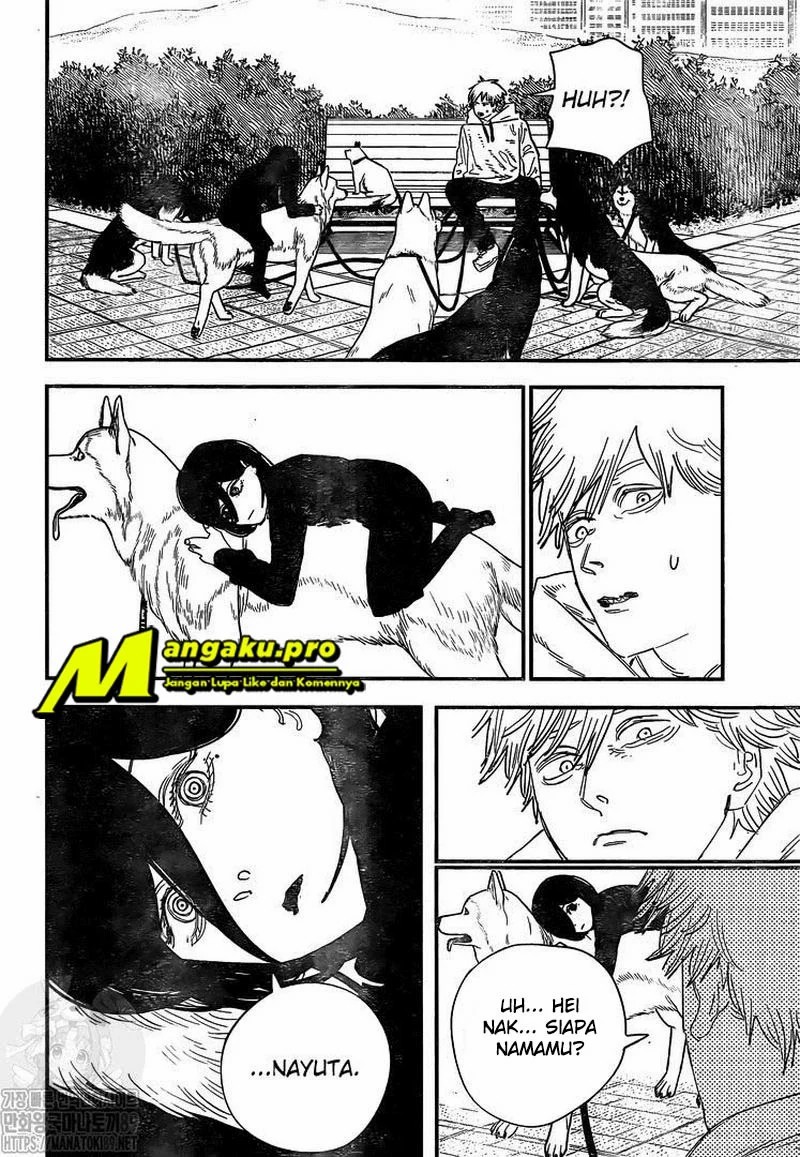 HUH?!
Mangaku.pro
Jangan Lupa Like dan Komennya
UH... HEI
NAK... SIAPA
NAMAMU?
...NAYUTA.
HTTPS://MANATOKI89.NET